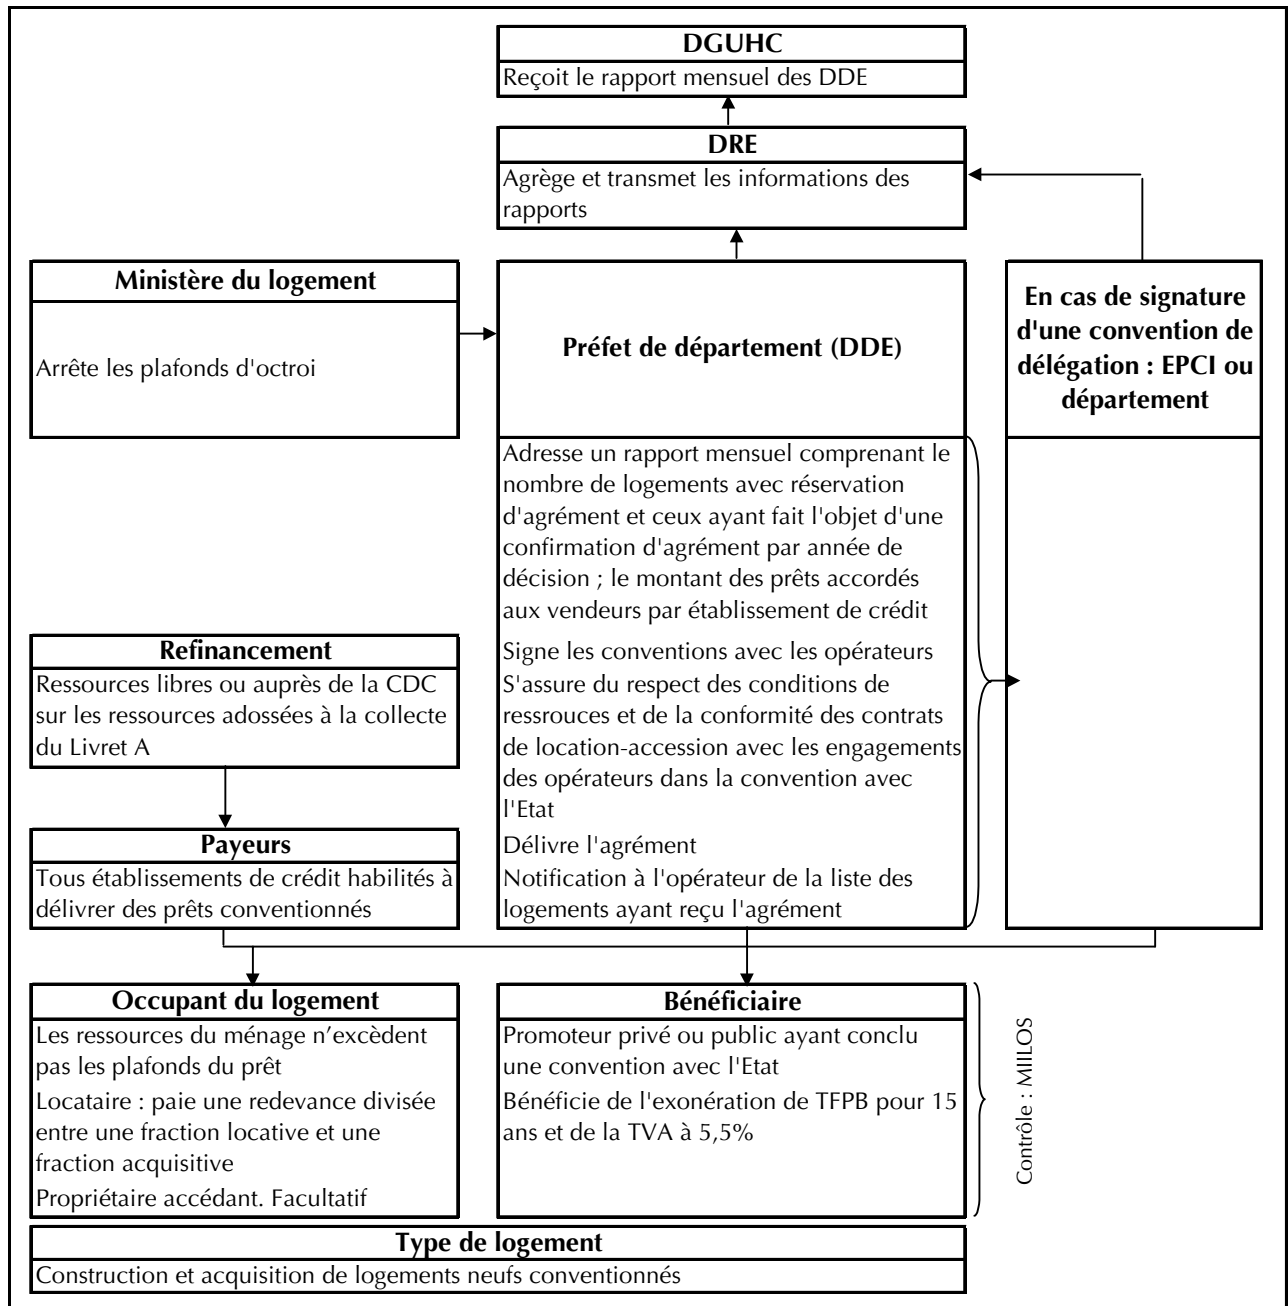 DGUHC
Reçoit le rapport mensuel des DDE
DRE
Agrège et transmet les informations des
rapports
Ministère du logement
Arrête les plafonds d'octroi
Préfet de département (DDE)
En cas de signature
d'une convention de
délégation : EPCI ou
département
Adresse un rapport mensuel comprenant le
nombre de logements avec réservation
d'agrément et ceux ayant fait l'objet d'une
confirmation d'agrément par année de
décision ; le montant des prêts accordés
aux vendeurs par établissement de crédit
Signe les conventions avec les opérateurs
S'assure du respect des conditions de
ressrouces et de la conformité des contrats
de location-accession avec les engagements
des opérateurs dans la convention avec
l'Etat
Délivre l'agrément
Notification à l'opérateur de la liste des
logements ayant reçu l'agrément
Refinancement
Ressources libres ou auprès de la CDC
sur les ressources adossées à la collecte
du Livret A
Payeurs
Tous établissements de crédit habilités à
délivrer des prêts conventionnés
Occupant du logement
Les ressources du ménage n’excèdent
pas les plafonds du prêt
Locataire : paie une redevance divisée
entre une fraction locative et une
fraction acquisitive
Propriétaire accédant. Facultatif
Bénéficiaire
Promoteur privé ou public ayant conclu
une convention avec l'Etat
Bénéficie de l'exonération de TFPB pour 15
ans et de la TVA à 5,5%
Contrôle : MIILOS
Type de logement
Construction et acquisition de logements neufs conventionnés